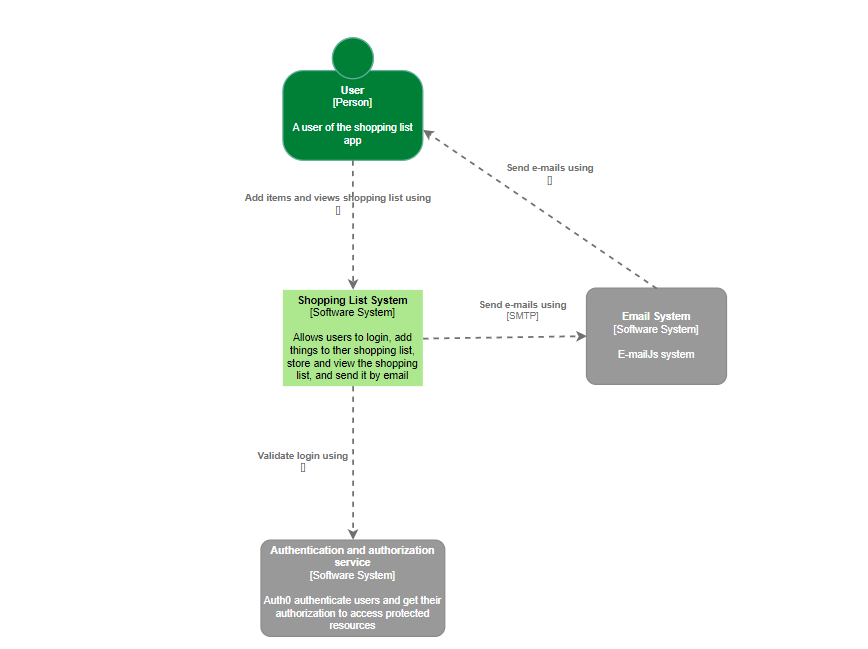 User
[Person]
A user of the shopping list
app
Send e-mails using
[]
Add items and views shopping list using
[]
Shopping List System
[Software System]
Allows users to login, add
things to ther shopping list,
store and view the shopping
list, and send it by email
Send e-mails using
[SMTP]
Email System
[Software System]
E-mailJs system
Validate login using
[]
Authentication and authorization
service
[Software System]
Auth0 authenticate users and get their
authorization to access protected
resources